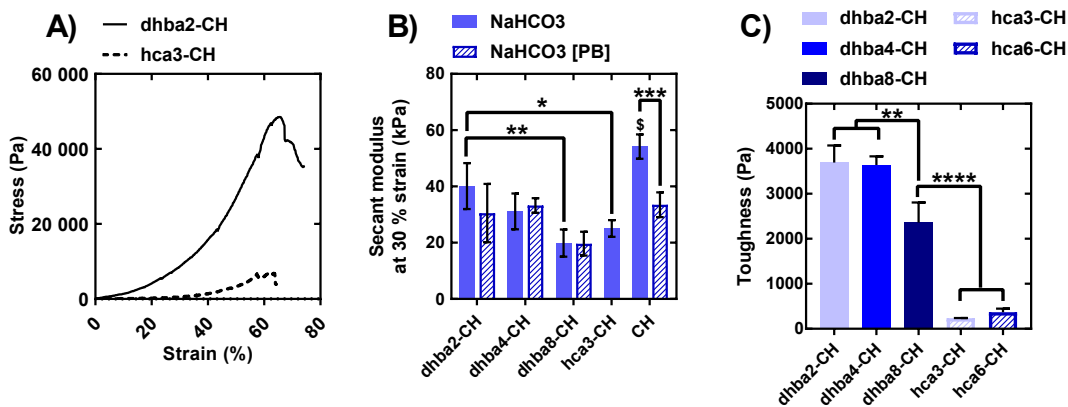 A)
dhba2-CH
hca3-CH
60 000
40 000
20 000
0
Stress (Pa)
0 20 40 60 80
Strain (%)
B)
NaHCO3
NaHCO3 [PB]
80
60
40
20
0
Secant modulus
at 30 % strain (kPa)
***
*
$
**
dhba2-CH
dhba4-CH
dhba8-CH
hca3-CH
CH
C)
dhba2-CH hca3-CH
dhba4-CH hca6-CH
dhba8-CH
5000
4000
3000
2000
1000
0
Toughness (Pa)
**
****
dhba2-CH
dhba4-CH
dhba8-CH
hca3-CH
hca6-CH